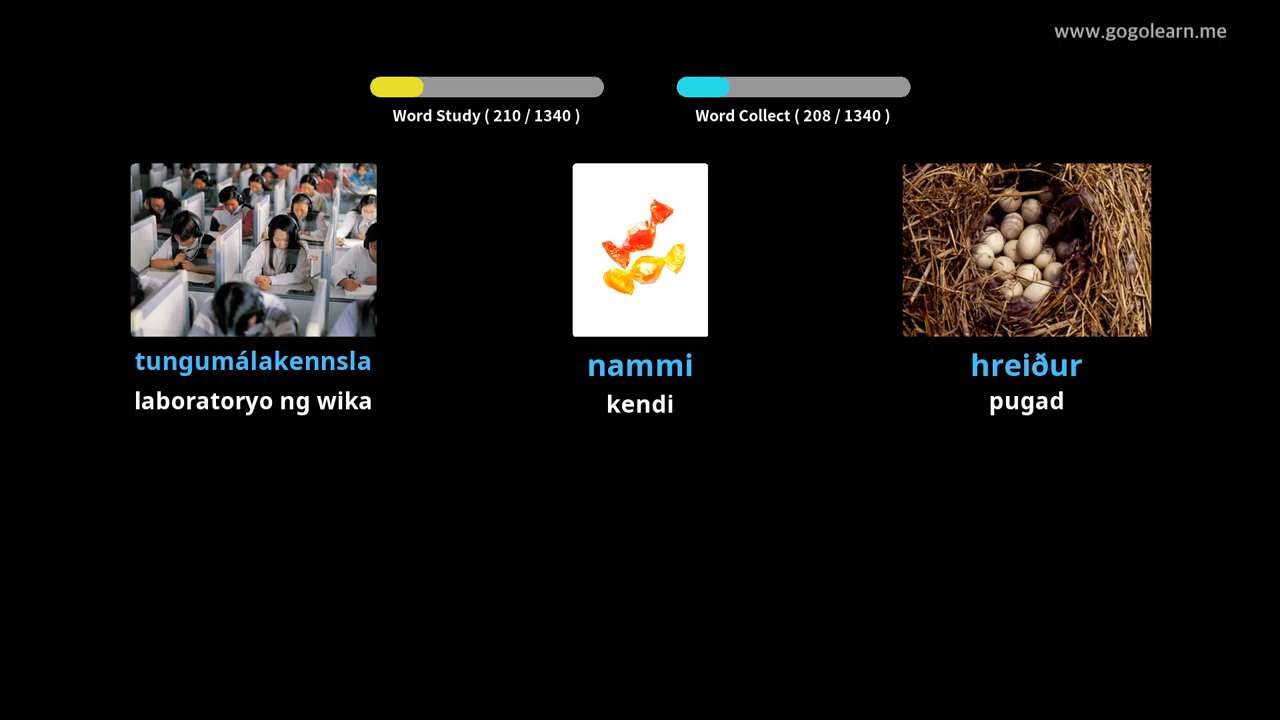 www.gogolearn.me
Word Study ( 210 / 1340 )
Word Collect ( 208 / 1340 )
tungumálakennsla
laboratoryo ng wika
nammi
kendi
hreiður
pugad